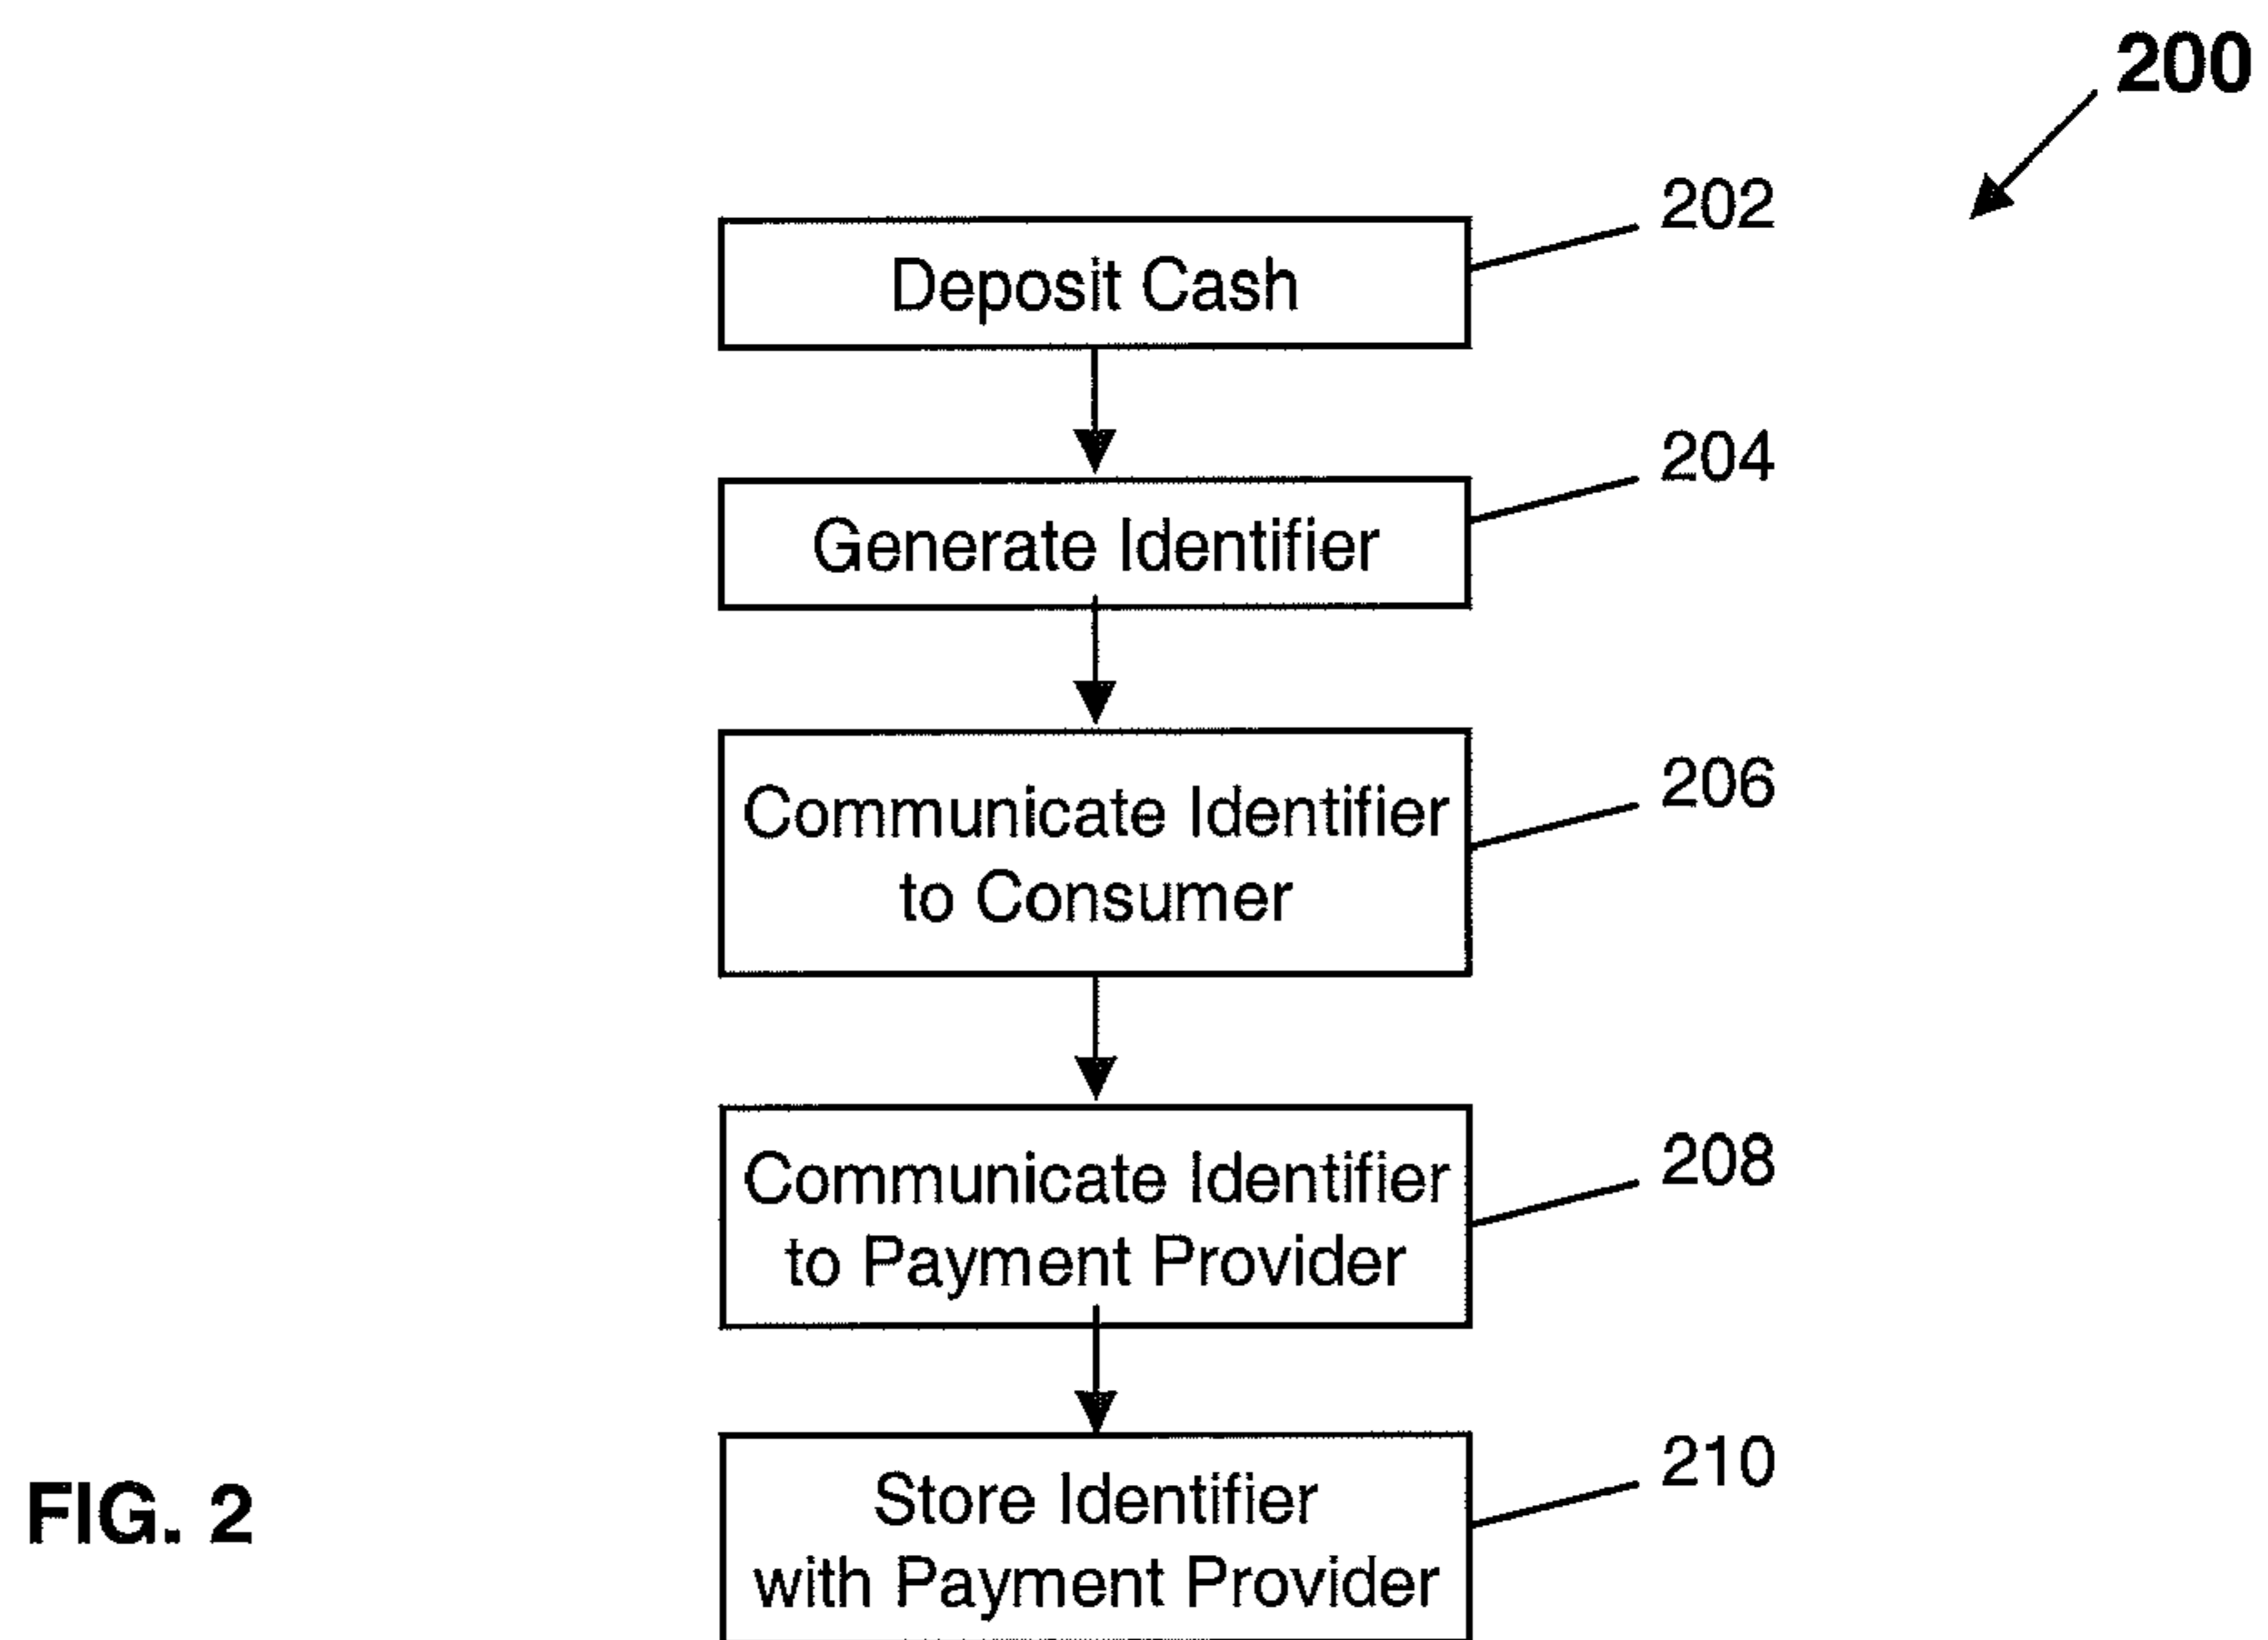 200
202
Deposit Cash
204
Generate Identifier
206
Communicate Identifier
to Consumer
208
Communicate Identifier
to Payment Provider
210
Store Identifier
with Payment Provider
FIG. 2